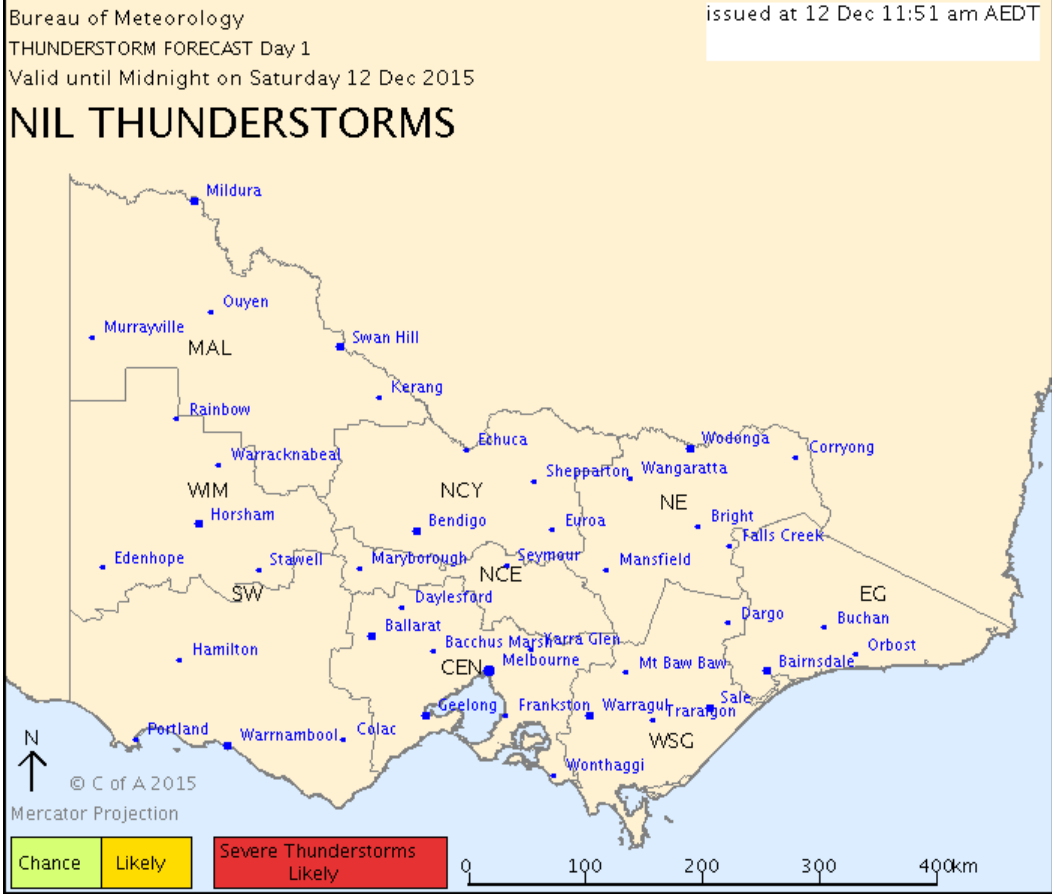 Bureau of Meteorology
issued at 12 Dec 11:51 am AEDT
THUNDERSTORM FORECAST Day 1
Valid until Midnight on Saturday 12 Dec 2015
NIL THUNDERSTORMS
Mildura
Ouyen
Murrayville
Swan Hill
MAL
Kerang
Rainbow
Echuca
Wodonga
Corryong
Warracknabeal
Shepparton
Wangaratta
WIM
NCY
NE
Horsham
Bendigo
Euroa
Bright
Falls Creek
Edenhope
Stawell
Maryborough
Seymour
Mansfield
NCE
SW
EG
Daylesford
Dargo
Buchan
Ballarat
Bacchus Marsh
Yarra Glen
Orbost
Hamilton
CEN
Melbourne
Mt Baw Baw
Bairnsdale
Geelong
Frankston
Warragul
Traralgon
Sale
Portland
Warrnambool
Colac
WSG
N
Wonthaggi
© C of A 2015
Mercator Projection
Chance
Likely
Severe Thunderstorms
Likely
0 100 200 300 400km